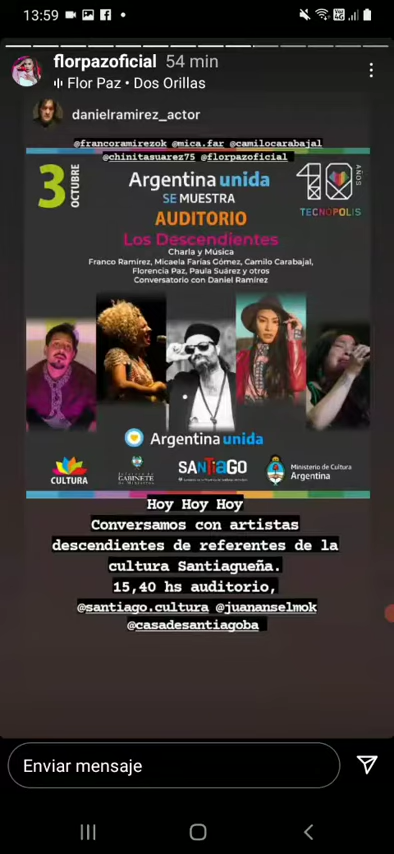 13:59
florpazoficial 54 min
Flor Paz • Dos Orillas
danielramirez_actor
@francoramirezok @mica.far @camilocarabajal
@chinitasuarez75 @florpazoficial
3 OCTUBRE
Argentina unida
SE MUESTRA
AUDITORIO
10 AÑOS
TECNOPOLIS
Los Descendientes
Charla y Música
Franco Ramírez, Micaela Farías Gómez, Camilo Carabajal,
Florencia Paz, Paula Suárez y otros
Conversatorio con Daniel Ramírez
Argentina unida
CULTURA
GABINETE
SANTIAGO
Ministerio de Cultura
Argentina
Hoy Hoy Hoy
Conversamos con artistas
descendientes de referentes de la
cultura Santiagueña.
15,40 hs auditorio,
@santiago.cultura @juananselmok
@casadesantiagoba
Enviar mensaje